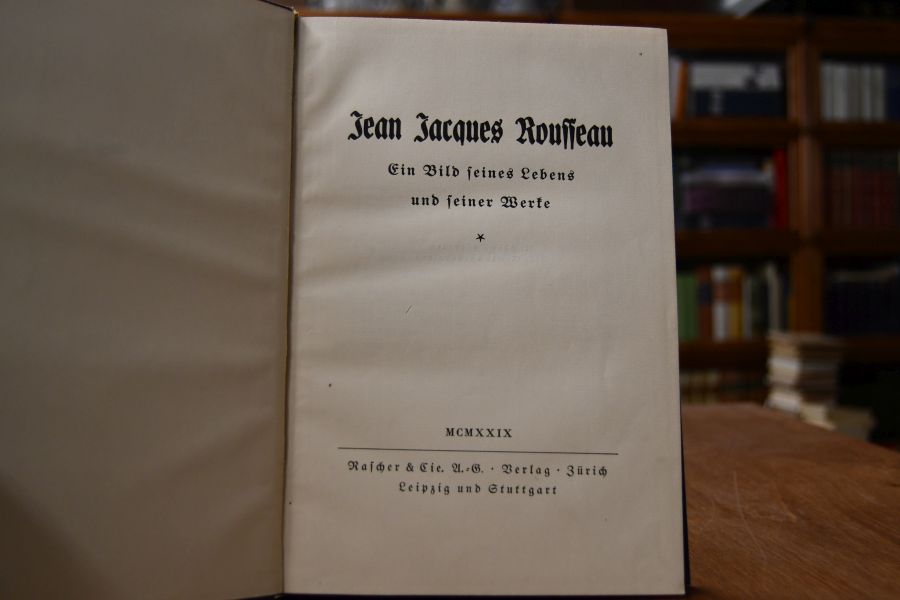 Jean Jacques Rousseau
Ein Bild seines Lebens
und seiner Werke
*
MCMXXIX
Rascher & Cie. A.-G. · Verlag · Zürich
Leipzig und Stuttgart